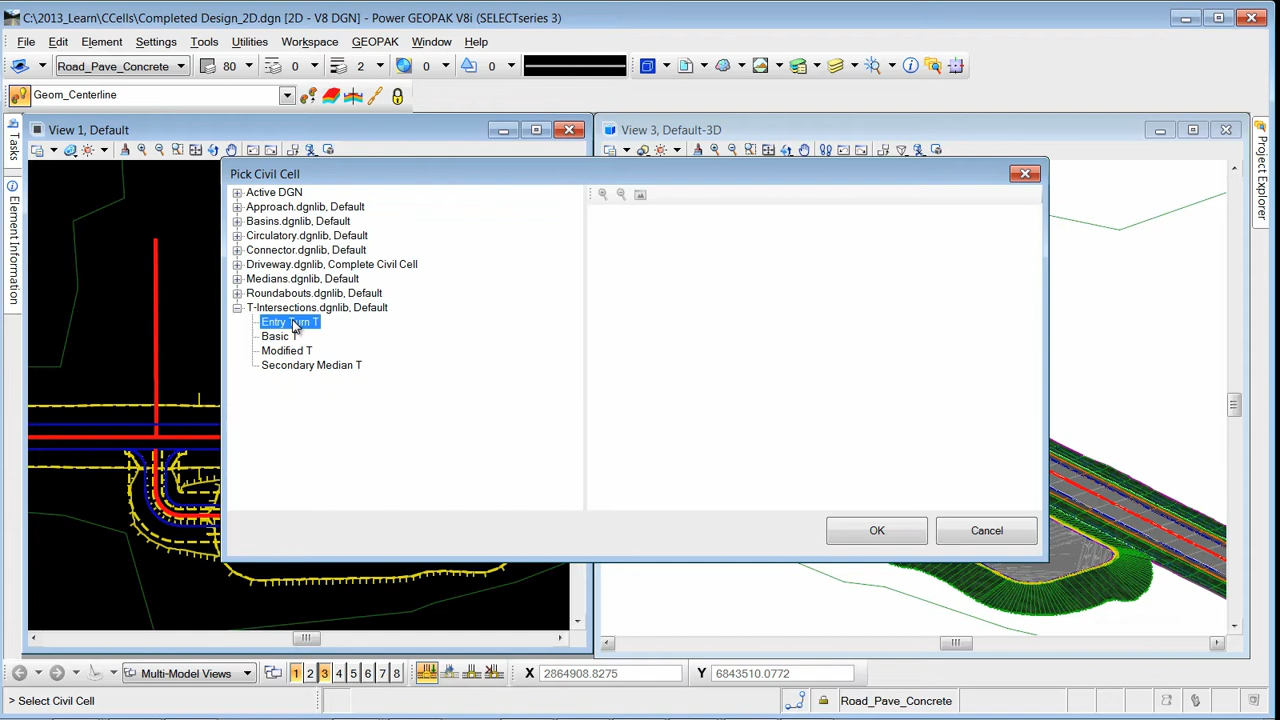 C:\2013_Learn\CCells\Completed Design_2D.dgn [2D - V8 DGN] - Power GEOPAK V8i (SELECTseries 3)
File Edit Element Settings Tools Utilities Workspace GEOPAK Window Help
Road_Pave_Concrete 80 0 2 0 0
Geom_Centerline
View 1, Default
View 3, Default-3D
Tasks
Element Information
Project Explorer
Pick Civil Cell
Active DGN
Approach.dgnlib, Default
Basins.dgnlib, Default
Circulatory.dgnlib, Default
Connector.dgnlib, Default
Driveway.dgnlib, Complete Civil Cell
Medians.dgnlib, Default
Roundabouts.dgnlib, Default
T-Intersections.dgnlib, Default
Entry Turn T
Basic T
Modified T
Secondary Median T
OK Cancel
Multi-Model Views 1 2 3 4 5 6 7 8 X 2864908.8275 Y 6843510.0772
> Select Civil Cell Road_Pave_Concrete